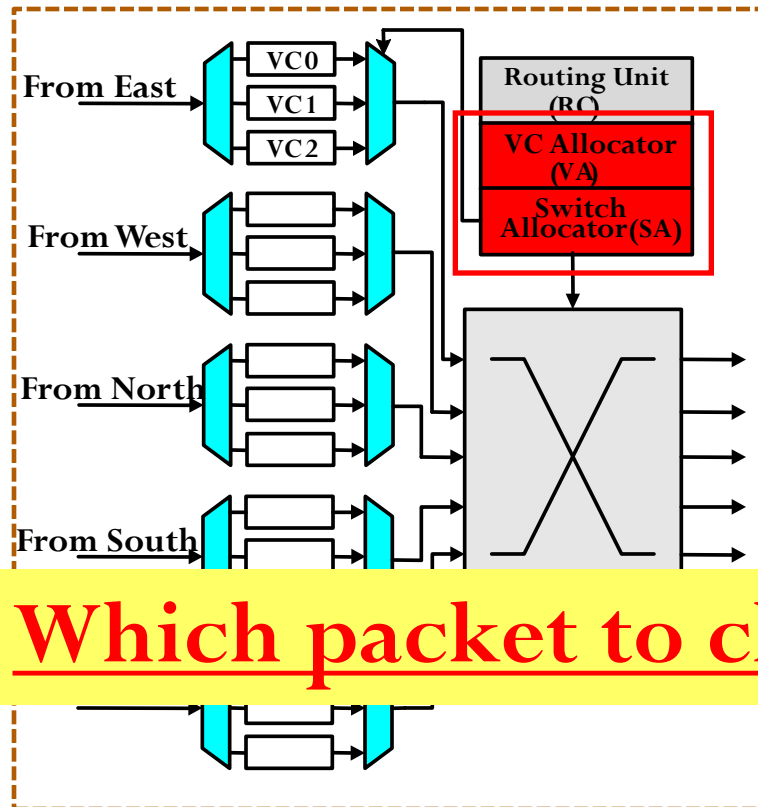 From East
VC0
VC1
VC2
Routing Unit
(RC)
VC Allocator
(VA)
Switch
Allocator(SA)
From West
From North
From South
Which packet to